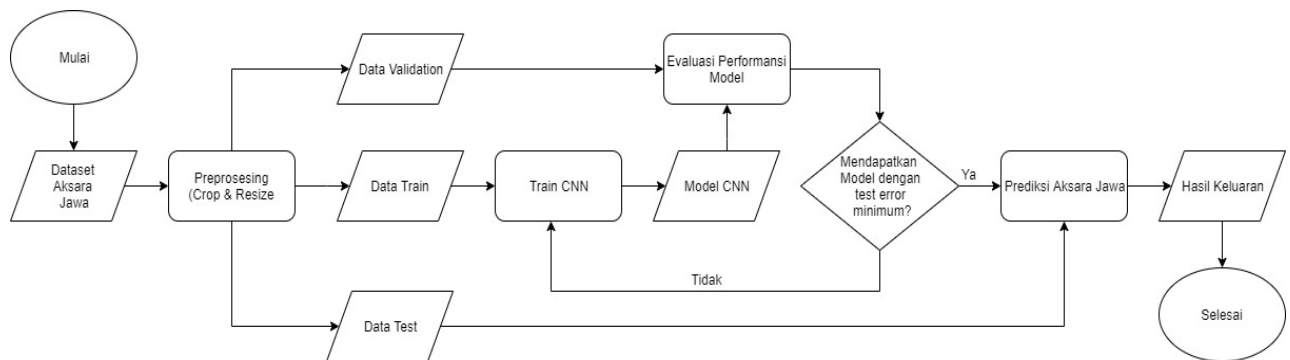 Mulai
Dataset
Aksara
Jawa
Preprosesing
(Crop & Resize
Data Validation
Data Train
Data Test
Train CNN
Model CNN
Evaluasi Performansi
Model
Mendapatkan
Model dengan
test error
minimum?
Ya
Tidak
Prediksi Aksara Jawa
Hasil Keluaran
Selesai